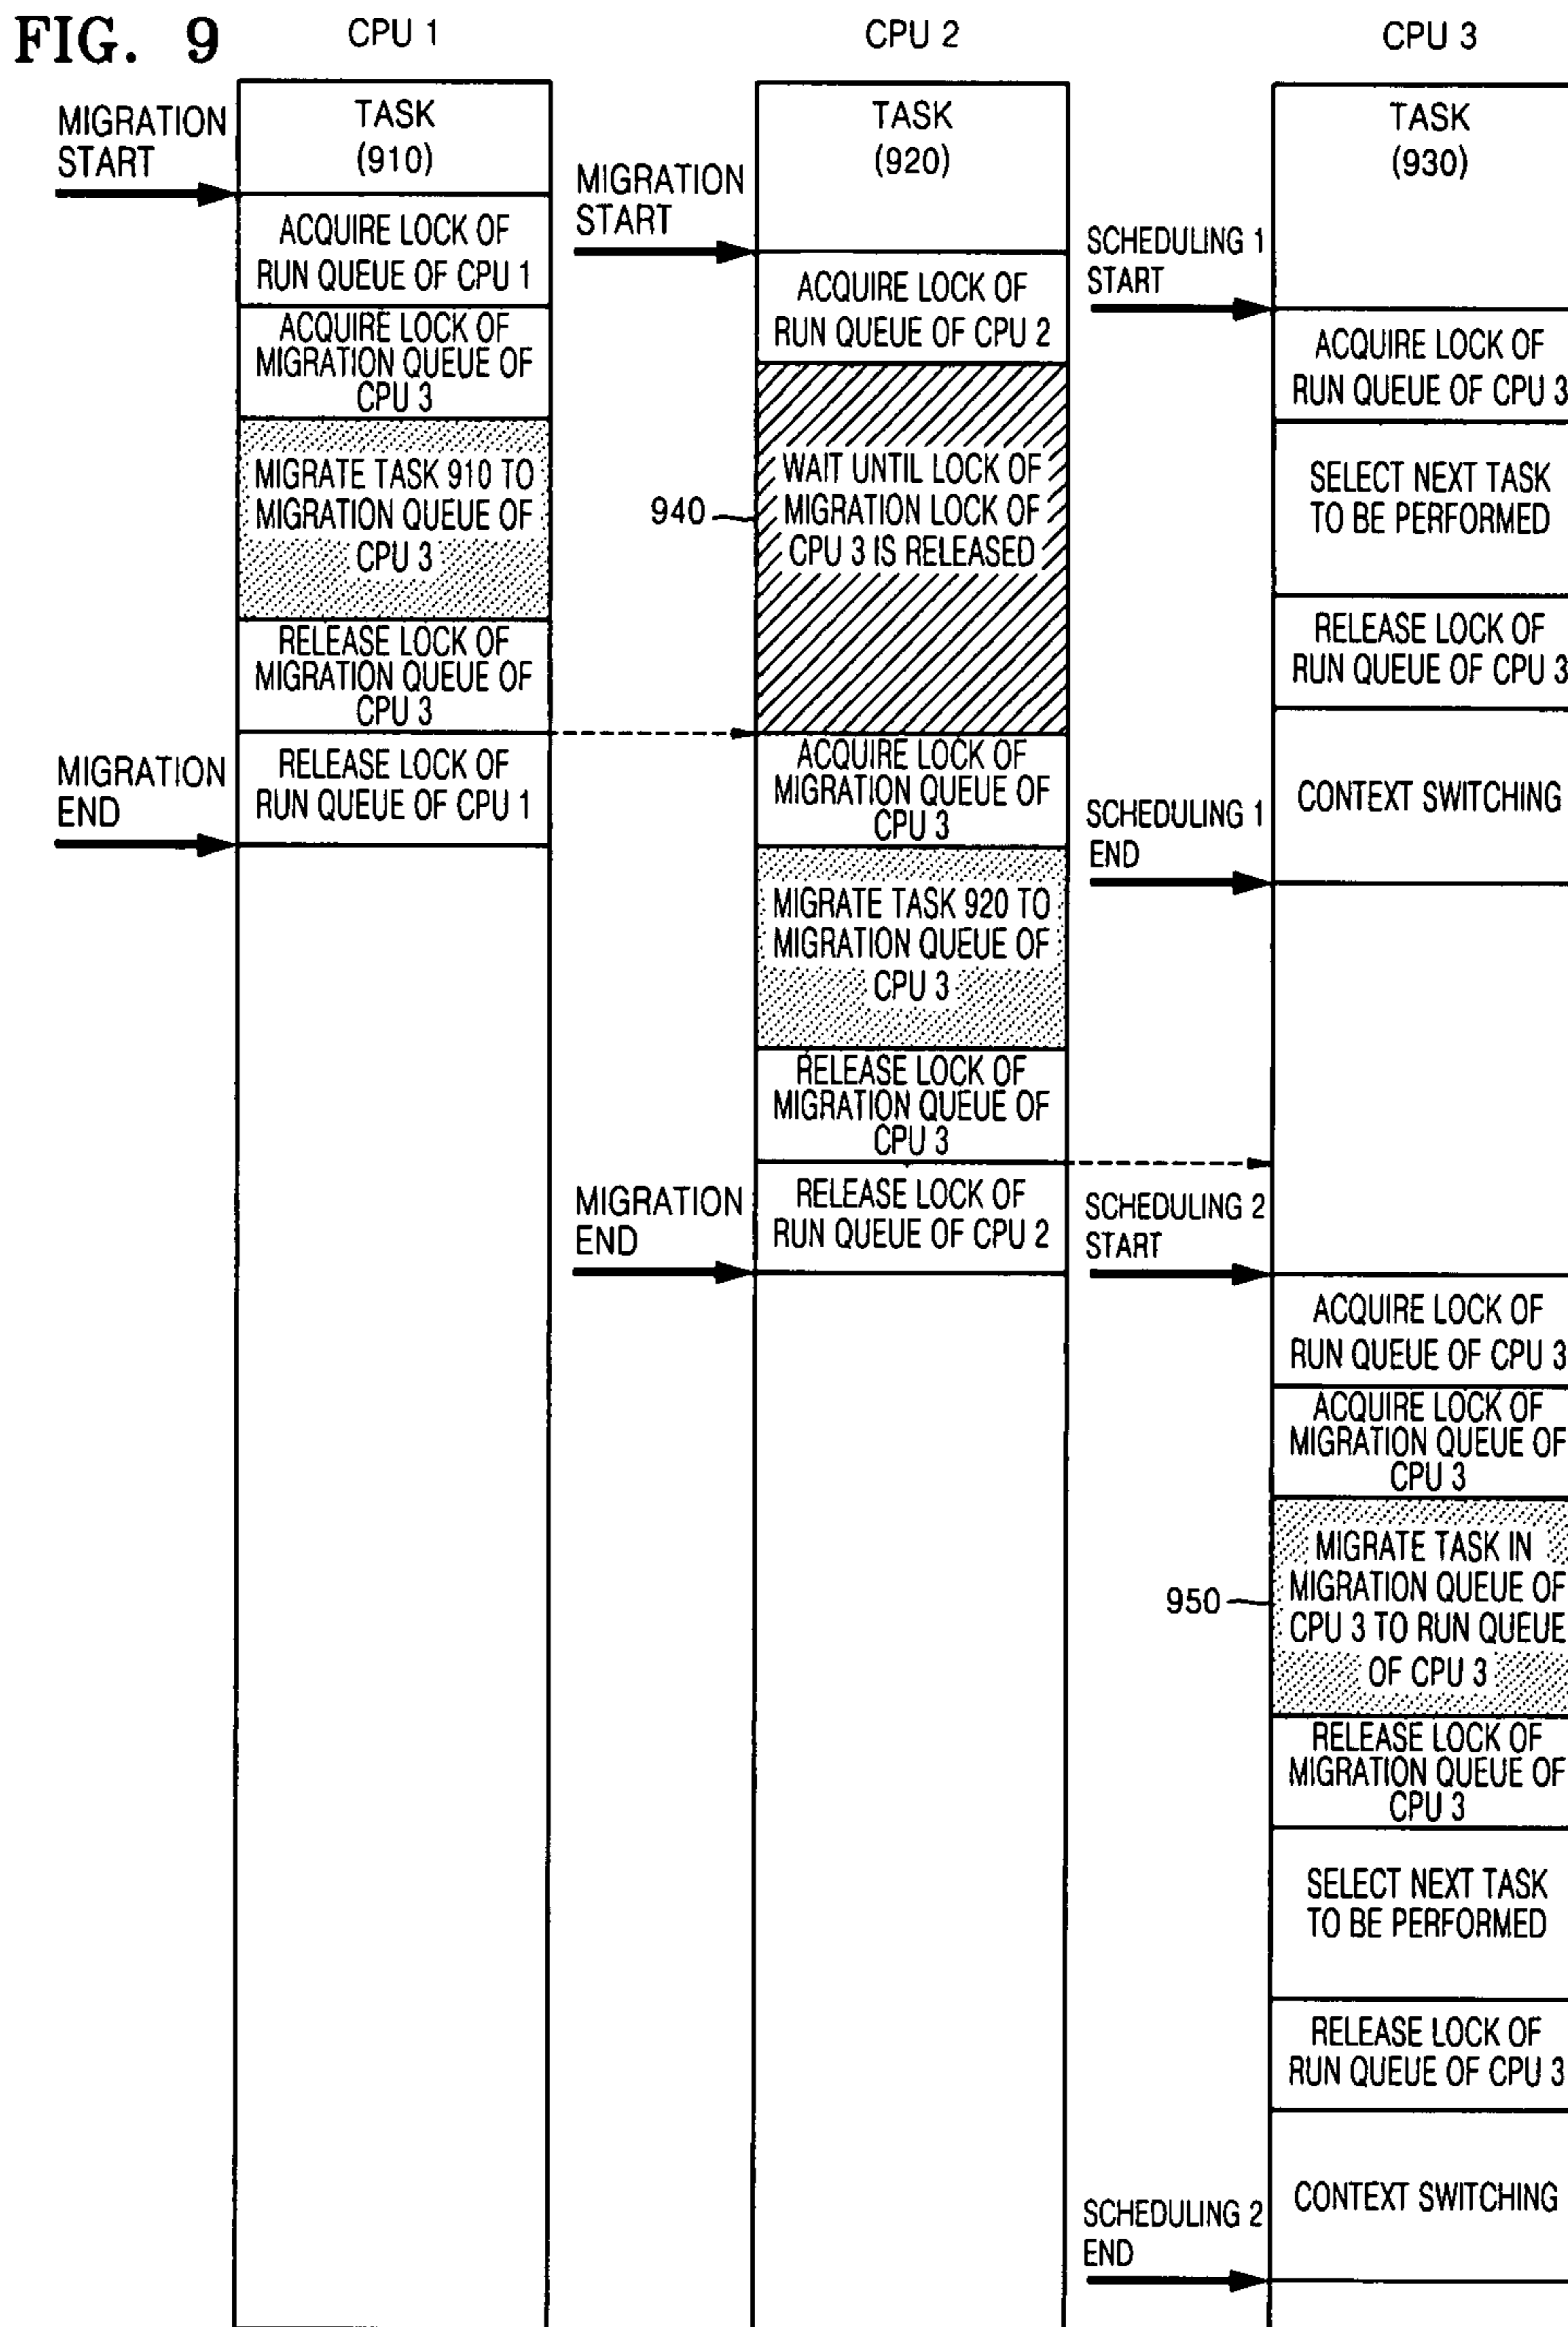 FIG. 9
CPU 1
CPU 2
CPU 3
MIGRATION
START
TASK
(910)
ACQUIRE LOCK OF
RUN QUEUE OF CPU 1
ACQUIRE LOCK OF
MIGRATION QUEUE OF
CPU 3
MIGRATE TASK 910 TO
MIGRATION QUEUE OF
CPU 3
RELEASE LOCK OF
MIGRATION QUEUE OF
CPU 3
MIGRATION
END
RELEASE LOCK OF
RUN QUEUE OF CPU 1
MIGRATION
START
TASK
(920)
ACQUIRE LOCK OF
RUN QUEUE OF CPU 2
940
WAIT UNTIL LOCK OF
MIGRATION LOCK OF
CPU 3 IS RELEASED
ACQUIRE LOCK OF
MIGRATION QUEUE OF
CPU 3
MIGRATE TASK 920 TO
MIGRATION QUEUE OF
CPU 3
RELEASE LOCK OF
MIGRATION QUEUE OF
CPU 3
MIGRATION
END
RELEASE LOCK OF
RUN QUEUE OF CPU 2
TASK
(930)
SCHEDULING 1
START
ACQUIRE LOCK OF
RUN QUEUE OF CPU 3
SELECT NEXT TASK
TO BE PERFORMED
RELEASE LOCK OF
RUN QUEUE OF CPU 3
SCHEDULING 1
END
CONTEXT SWITCHING
SCHEDULING 2
START
ACQUIRE LOCK OF
RUN QUEUE OF CPU 3
ACQUIRE LOCK OF
MIGRATION QUEUE OF
CPU 3
950
MIGRATE TASK IN
MIGRATION QUEUE OF
CPU 3 TO RUN QUEUE
OF CPU 3
RELEASE LOCK OF
MIGRATION QUEUE OF
CPU 3
SELECT NEXT TASK
TO BE PERFORMED
RELEASE LOCK OF
RUN QUEUE OF CPU 3
CONTEXT SWITCHING
SCHEDULING 2
END